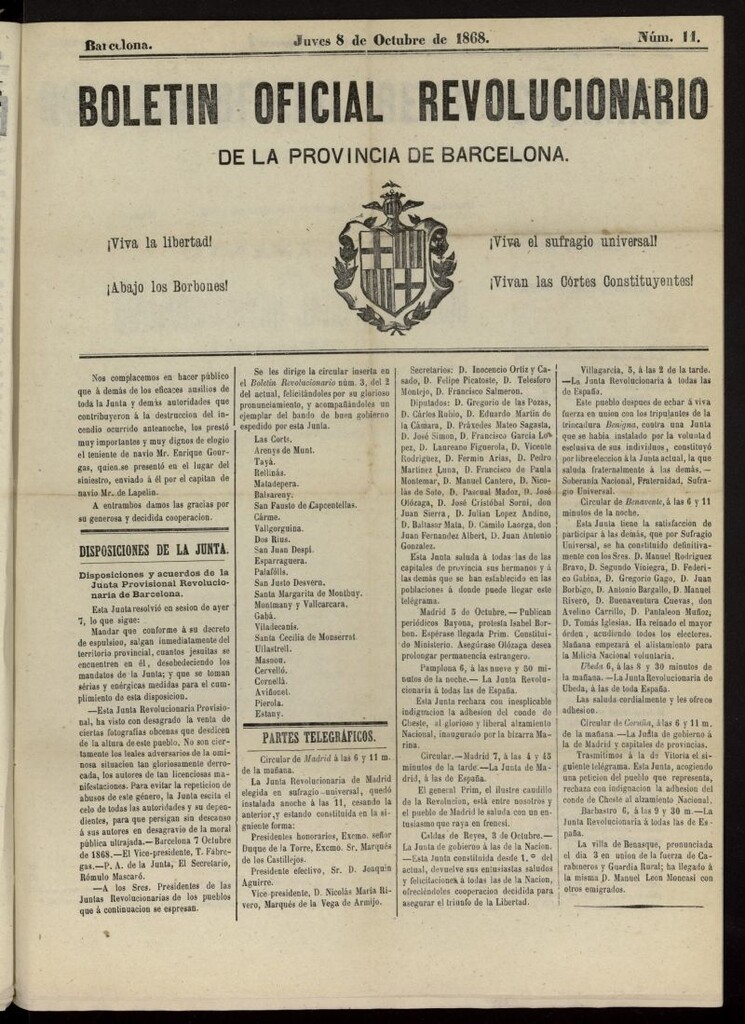 Barcelona.
Juves 8 de Octubre de 1868.
Núm. 11.
BOLETIN OFICIAL REVOLUCIONARIO
DE LA PROVINCIA DE BARCELONA.
¡Viva la libertad!
¡Abajo los Borbones!
¡Viva el sufragio universal!
¡Vivan las Córtes Constituyentes!
Nos complacemos en hacer público
que á demás de los eficaces ausilios de
toda la Junta y demás autoridades que
contribuyeron á la destruccion del in-
cendio ocurrido anteanoche, los prestó
muy importantes y muy dignos de elogio
el teniente de navio Mr. Enrique Gour-
gas, quien se presentó en el lugar del
siniestro, enviado á él por el capitan de
navio Mr. de Lapelin.
A entrambos damos las gracias por
su generosa y decidida cooperacion.
DISPOSICIONES DE LA JUNTA.
Disposiciones y acuerdos de la
Junta Provisional Revolucio-
naria de Barcelona.
Esta Junta resolvió en sesion de ayer
7, lo que sigue:
Mandar que conforme á su decreto
de espulsion, salgan inmediatamente del
territorio provincial, cuantos jesuitas se
encuentren en él, desobedeciendo los
mandatos de la Junta; y que se toman
sérias y enérgicas medidas para el cum-
plimiento de esta disposicion.
—Esta Junta Revolucionaria Provisio-
nal, ha visto con desagrado la venta de
ciertas fotografías obcenas que desdicen
de la altura de este pueblo. No son cier-
tamente los leales adversarios de la omi-
nosa situacion tan gloriosamente derro-
cada, los autores de tan licenciosas ma-
nifestaciones. Para evitar la repeticion de
abusos de este género, la Junta escita el
celo de todas las autoridades y su depen-
dientes, para que persigan sin descanso
á sus autores en desagravio de la moral
pública ultrajada.—Barcelona 7 Octubre
de 1868.—El Vice-presidente, T. Fábre-
gas.—P. A. de la Junta, El Secretario,
Rómulo Mascaró.
—A los Sres. Presidentes de las
Juntas Revolucionarias de los pueblos
que á continuacion se espresan.
Se les dirige la circular inserta en
el Boletin Revolucionario núm. 3, del 2
del actual, felicitándoles por su glorioso
pronunciamiento, y acompañándoles un
ejemplar del bando de buen gobierno
espedido por esta Junta.
Las Corts.
Arenys de Munt.
Tayá.
Rellinás.
Matadepera.
Balsareny.
San Fausto de Capcentellas.
Cárme.
Vallgorguina.
Dos Rius.
San Juan Despí.
Esparraguera.
Palafólls.
San Justo Desvern.
Santa Margarita de Monthuy.
Montmany y Vallcarcara.
Gabá.
Viladecanis.
Santa Cecilia de Monserrat
Ullastrell.
Masnou.
Cervelló.
Cornellà.
Aviñonet.
Pierola.
Estany.
PARTES TELEGRÁFICOS.
Circular de Madrid á las 6 y 11 m.
de la mañana.
La Junta Revolucionaria de Madrid
elegida en sufragio universal, quedó
instalada anoche á las 11, cesando la
anterior, y estando constituida en la si-
guiente forma:
Presidentes honorarios, Excmo. señor
Duque de la Torre, Excmo. Sr. Marqués
de los Castillejos.
Presidente efectivo, Sr. D. Joaquin
Aguirre.
Vice-presidente, D. Nicolás María Ri-
vero, Marqués de la Vega de Armijo.
Secretarios: D. Inocencio Ortiz y Ca-
sado, D. Felipe Picatoste, D. Telesforo
Montejo, D. Francisco Salmeron.
Diputados: D. Gregorio de las Pozas,
D. Cárlos Rubio, D. Eduardo Martin de
la Cámara, D. Práxedes Mateo Sagasta,
D. José Simon, D. Francisco García Lo-
pez, D. Laureano Figuerola, D. Vicente
Rodriguez, D. Fermin Arias, D. Pedro
Martinez Luna, D. Francisco de Paula
Montemar, D. Manuel Cantero, D. Nico-
lás de Soto, D. Pascual Madoz, D. José
Olózaga, D. José Cristóbal Sorni, don
Juan Sierra, D. Julian Lopez Andino,
D. Baltasar Mata, D. Camilo Laorga, don
Juan Fernandez Albert, D. Juan Antonio
Gonzalez.
Esta Junta saluda á todas las de las
capitales de provincia sus hermanos y á
las demás que se han establecido en las
poblaciones á donde puede llegar este
telégrama.
Madrid 5 de Octubre.—Publican
periódicos Bayona, protesta Isabel Bor-
bon. Espérase llegada Prim. Constitui-
do Ministerio. Asegúrase Olózaga desea
prolongar permanencia estrangero.
Pamplona 6, á las nueve y 50 mi-
nutos de la noche.—La Junta Revolu-
cionaria á todas las de España.
Esta Junta rechaza con inesplicable
indignacion la adhesion del conde de
Cheste, al glorioso y liberal alzamiento
Nacional, inaugurado por la bizarra Ma-
rina.
Circular.—Madrid 7, á las 4 y 45
minutos tarde.—La Junta de Ma-
drid, á las de España.
El general Prim, el ilustre caudillo
de la Revolucion, está entre nosotros y
el pueblo de Madrid le saluda con un en-
tusiasmo que raya en frenesí.
Caldas de Reyes, 3 de Octubre.—
La Junta de gobierno á las de la Nacion.
—Esta Junta constituida desde 1.º del
actual, devuelve sus entusiastas saludes
y felicitaciones á todas las de la Nacion,
ofreciéndoles cooperacion decidida para
asegurar el triunfo de la Libertad.
Villagarcía, 5, á las 2 de la tarde.
—La Junta Revolucionaria á todas las
de España.
Este pueblo despues de echar á viva
fuerza en union con los tripulantes de la
trincadura Benigna, contra una Junta
que se habia instalado por la voluntad
esclusiva de sus individuos, constituyó
por libre eleccion á la Junta actual, la que
saluda fraternalmente á las demás.—
Soberanía Nacional, Fraternidad, Sufra-
gio Universal.
Circular de Benavente, á las 6 y 11
minutos de la noche.
Esta Junta tiene la satisfaccion de
participar á las demás, que por Sufragio
Universal, se ha constituido definitiva-
mente con los Sres. D. Manuel Rodriguez
Bravo, D. Segundo Viniegra, D. Federi-
co Gabina, D. Gregorio Gago, D. Juan
Borbigo, D. Antonio Bargallo, D. Manuel
Rivero, D. Buenaventura Cuevas, don
Avelino Carrillo, D. Pantaleon Muñoz,
D. Tomás Iglesias. Ha reinado el mayor
órden, acudiendo todos los electores.
Mañana empezará el alistamiento para
la Milicia Nacional voluntaria.
Ubeda 6, á las 8 y 30 minutos de
la mañana.—La Junta Revolucionaria de
Ubeda, á las de toda España.
Las saluda cordialmente y les ofrece
adhesion.
Circular de Coruña, á las 6 y 11 m.
de la mañana—La Junta de gobierno á
la de Madrid y capitales de provincias.
Trasmitimos á la de Vitoria el si-
guiente telégrama. Esta Junta, acogiendo
una peticion del pueblo que representa,
rechaza con indignacion la adhesion del
conde de Cheste al alzamiento Nacional.
Barbastro 6, á las 9 y 30 m.—La
Junta Revolucionaria á todas las de Es-
paña.
La villa de Benasque, pronunciada
el dia 3 en union de la fuerza de Ca-
rabineros y Guardia Rural; ha llegado á
la misma D. Manuel Leon Moncasi con
otros emigrados.